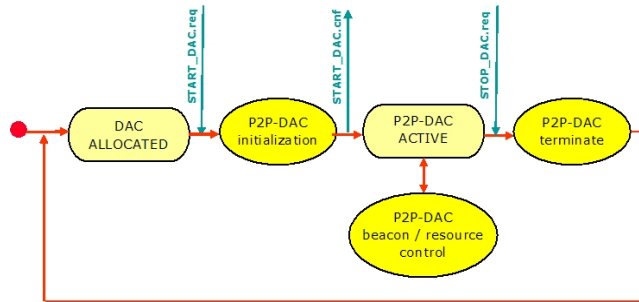 START_DAC.req
START_DAC.cnf
STOP_DAC.req
DAC
ALLOCATED
P2P-DAC
initialization
P2P-DAC
ACTIVE
P2P-DAC
terminate
P2P-DAC
beacon / resource
control